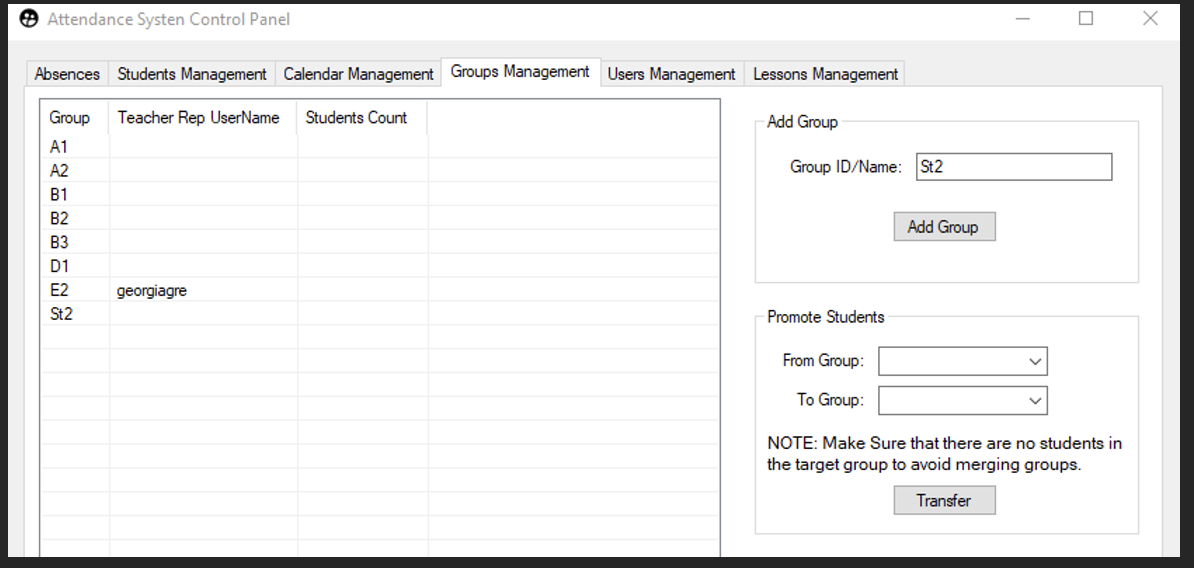 Attendance Systen Control Panel
Absences Students Management Calendar Management Groups Management Users Management Lessons Management
Group Teacher Rep UserName Students Count
A1
A2
B1
B2
B3
D1
E2 georgiagre
St2
Add Group
Group ID/Name: St2
Add Group
Promote Students
From Group:
To Group:
NOTE: Make Sure that there are no students in
the target group to avoid merging groups.
Transfer